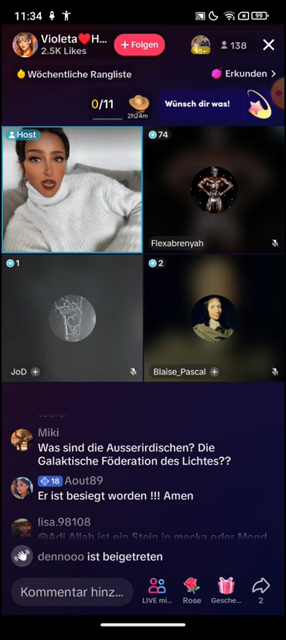 11:34
99
Violeta❤️H...
2.5K Likes
+ Folgen
138
Wöchentliche Rangliste
Erkunden >
0/11
2h24m
Wünsch dir was!
Host
74
Flexabrenyah
1
2
JoD
Blaise_Pascal
Miki
Was sind die Ausserirdischen? Die
Galaktische Föderation des Lichtes??
18 Aout89
Er ist besiegt worden !!! Amen
lisa.98108
@Adi Allah ist ein Stein in mecka oder Mond
dennooo ist beigetreten
Kommentar hinz...
LIVE mi...
Rose
Gesche...
2